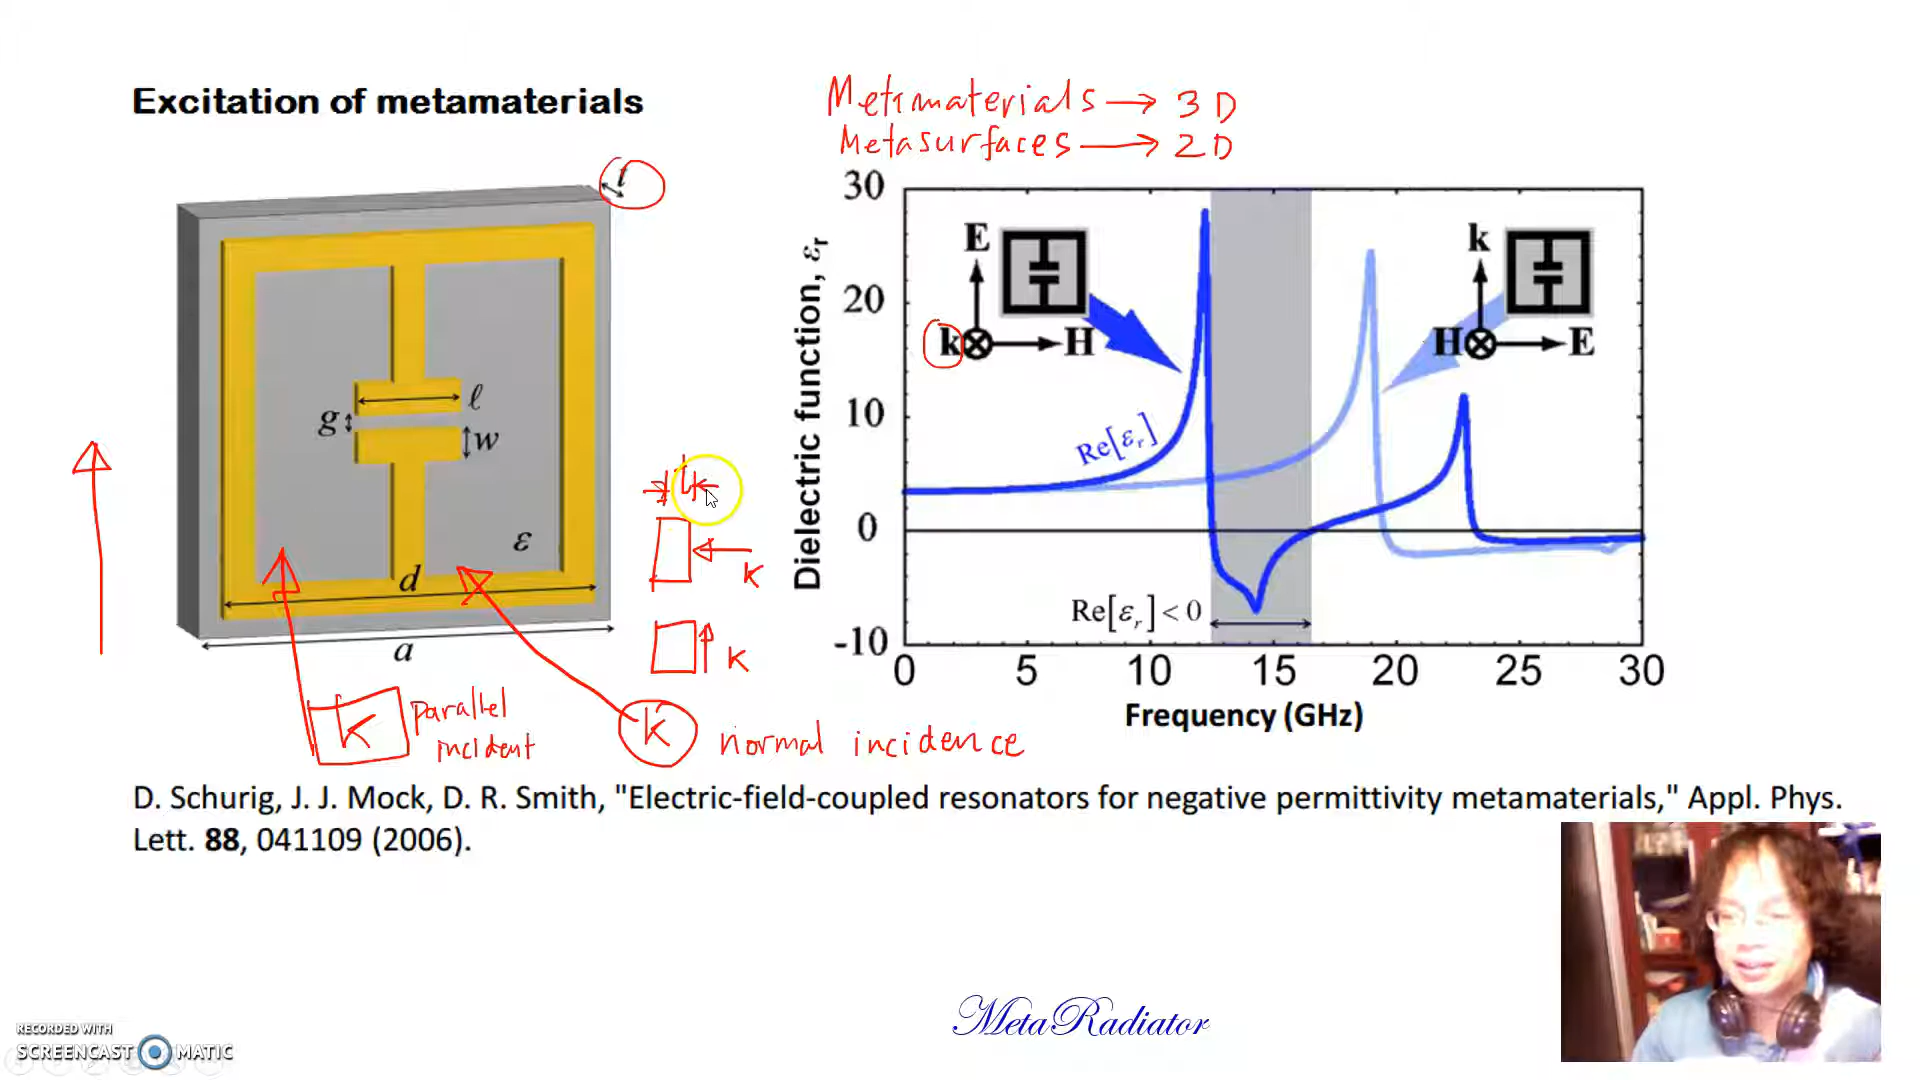 Excitation of metamaterials
Metamaterials → 3D
Metasurfaces → 2D
t
g
ℓ
w
ε
d
a
t
k
k
k parallel
incident
k normal incidence
Dielectric function, εr
30
20
10
0
-10
E
k H
k
H E
Re[εr]
Re[εr] < 0
0 5 10 15 20 25 30
Frequency (GHz)
D. Schurig, J. J. Mock, D. R. Smith, "Electric-field-coupled resonators for negative permittivity metamaterials," Appl. Phys.
Lett. 88, 041109 (2006).
MetaRadiator
RECORDED WITH
SCREENCAST MATIC